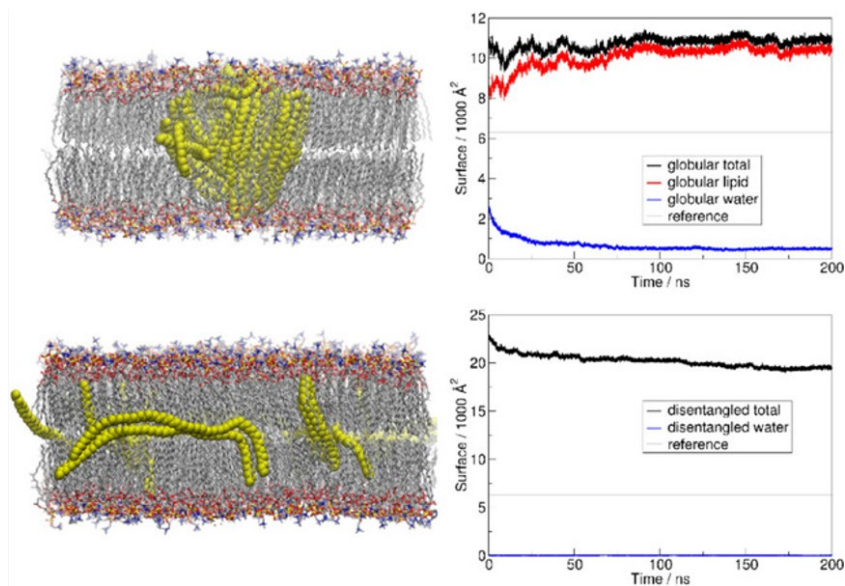 12
10
8
6
4
2
0
Surface / 1000 Å²
globular total
globular lipid
globular water
reference
0 50 100 150 200
Time / ns
25
20
15
10
5
0
Surface / 1000 Å²
disentangled total
disentangled water
reference
0 50 100 150 200
Time / ns